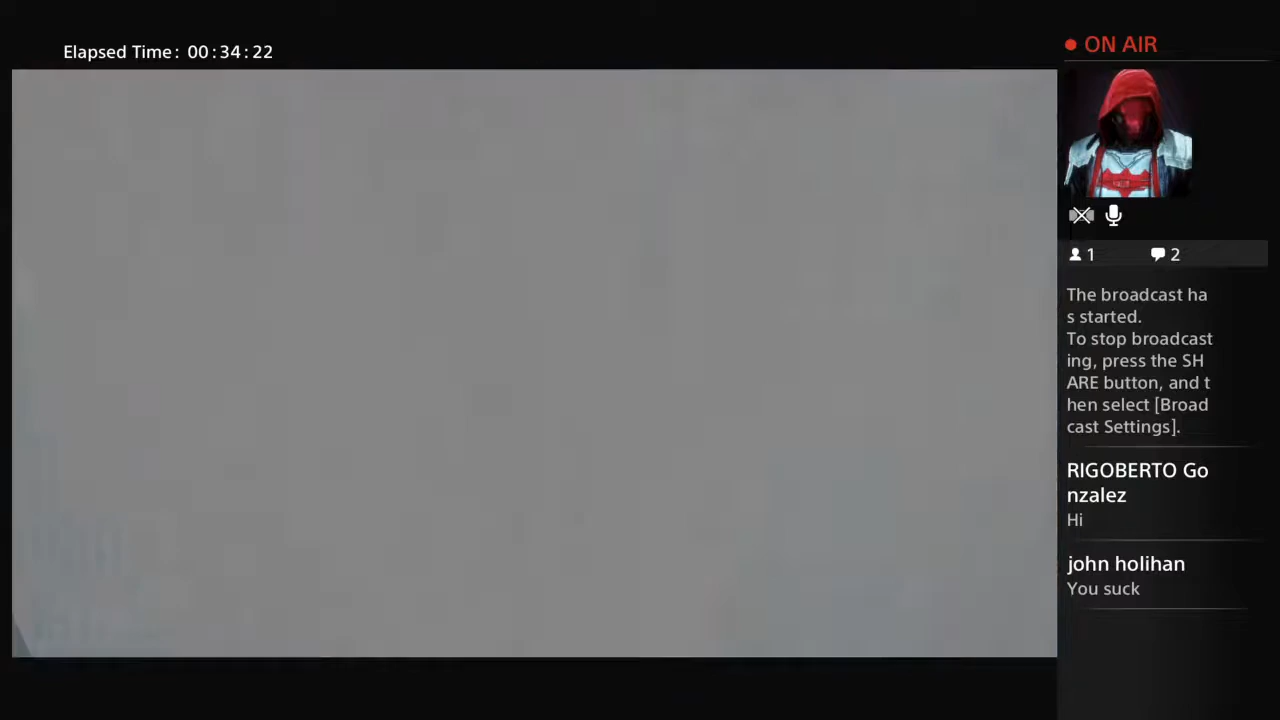 Elapsed Time: 00:34:22
ON AIR
1 2
The broadcast ha
s started.
To stop broadcast
ing, press the SH
ARE button, and t
hen select [Broad
cast Settings].
RIGOBERTO Go
nzalez
Hi
john holihan
You suck